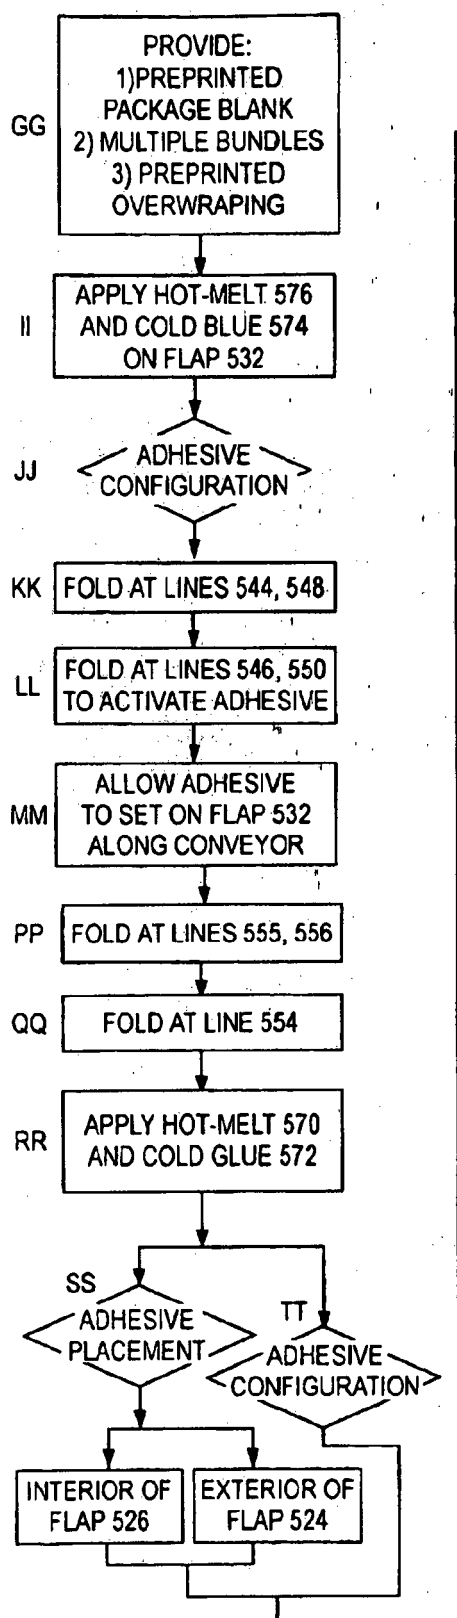 PROVIDE:
1)PREPRINTED
PACKAGE BLANK
2) MULTIPLE BUNDLES
3) PREPRINTED
OVERWRAPING
GG
APPLY HOT-MELT 576
AND COLD BLUE 574
ON FLAP 532
II
ADHESIVE
CONFIGURATION
JJ
KK
FOLD AT LINES 544, 548
FOLD AT LINES 546, 550
TO ACTIVATE ADHESIVE
LL
ALLOW ADHESIVE
TO SET ON FLAP 532
ALONG CONVEYOR
MM
PP
FOLD AT LINES 555, 556
QQ
FOLD AT LINE 554
APPLY HOT-MELT 570
AND COLD GLUE 572
RR
SS
ADHESIVE
PLACEMENT
TT
ADHESIVE
CONFIGURATION
INTERIOR OF
FLAP 526
EXTERIOR OF
FLAP 524